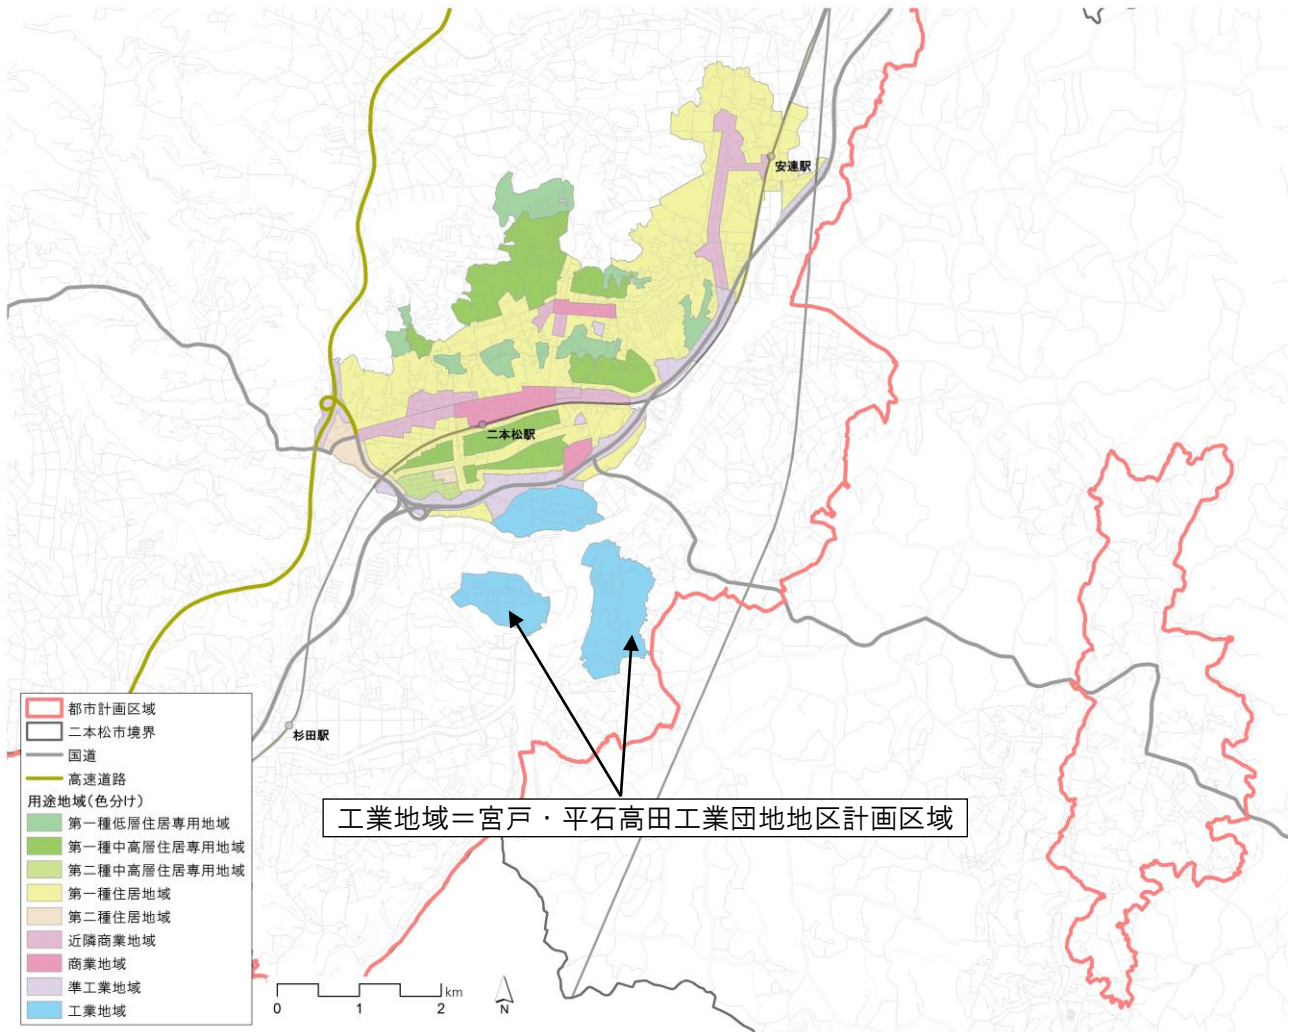 安達駅
二本松駅
杉田駅
工業地域＝宮戸・平石高田工業団地地区計画区域
都市計画区域
二本松市境界
国道
高速道路
用途地域(色分け)
第一種低層住居専用地域
第一種中高層住居専用地域
第二種中高層住居専用地域
第一種住居地域
第二種住居地域
近隣商業地域
商業地域
準工業地域
工業地域
km
0 1 2
N